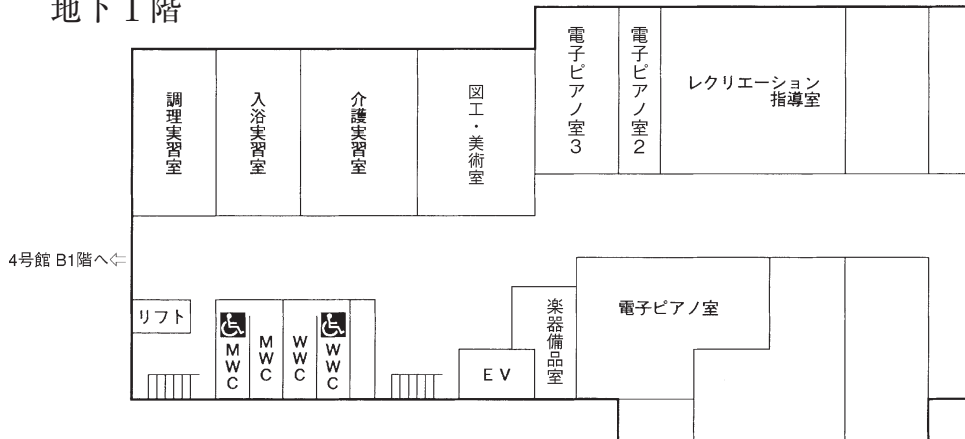 地下1階
調理実習室
入浴実習室
介護実習室
図工・美術室
電子ピアノ室3
電子ピアノ室2
レクリエーション
指導室
4号館 B1階へ⇦
リフト
MWC
MWC
WWC
WWC
EV
楽器備品室
電子ピアノ室